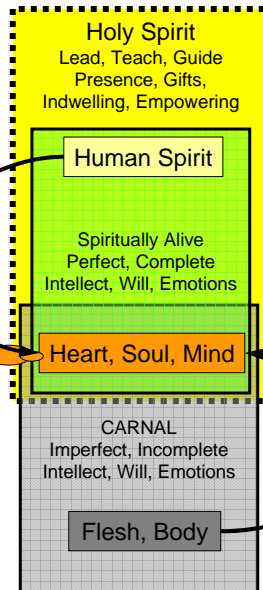 Holy Spirit
Lead, Teach, Guide
Presence, Gifts,
Indwelling, Empowering
Human Spirit
Spiritually Alive
Perfect, Complete
Intellect, Will, Emotions
Heart, Soul, Mind
CARNAL
Imperfect, Incomplete
Intellect, Will, Emotions
Flesh, Body